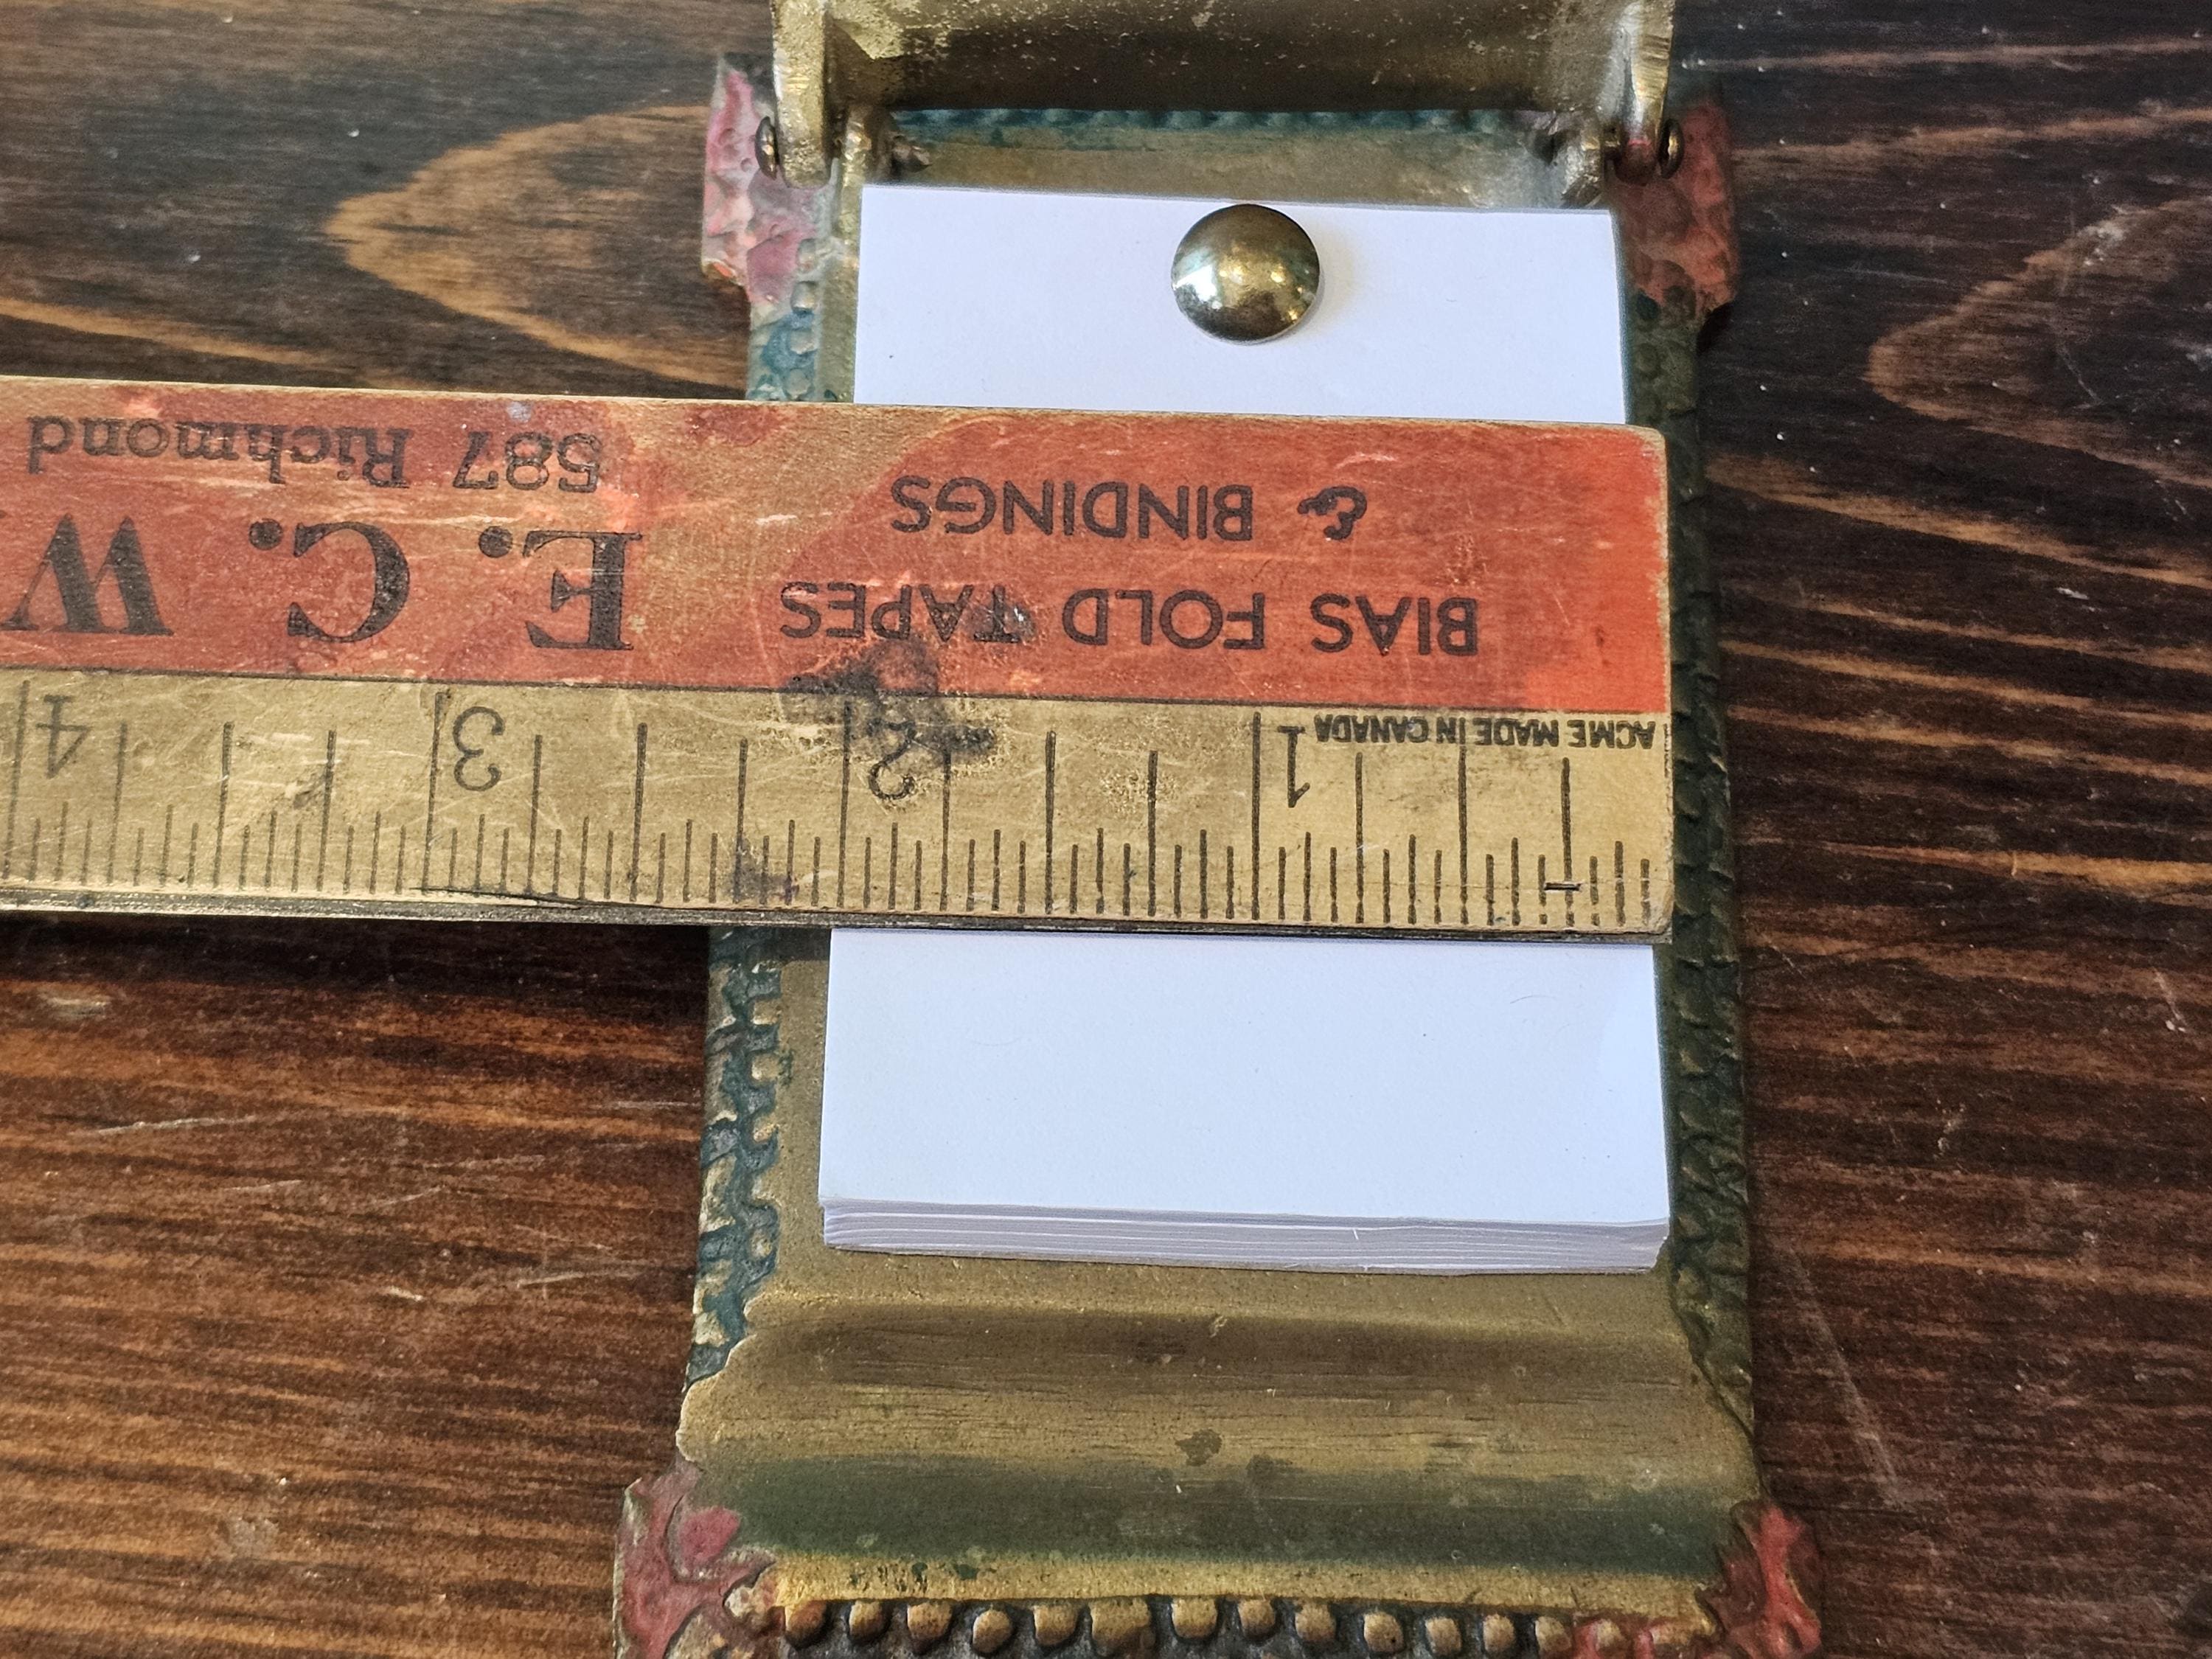 ACME MADE IN CANADA
1 2 3 4
BIAS FOLD TAPES
& BINDINGS
E. C. W
587 Richmond